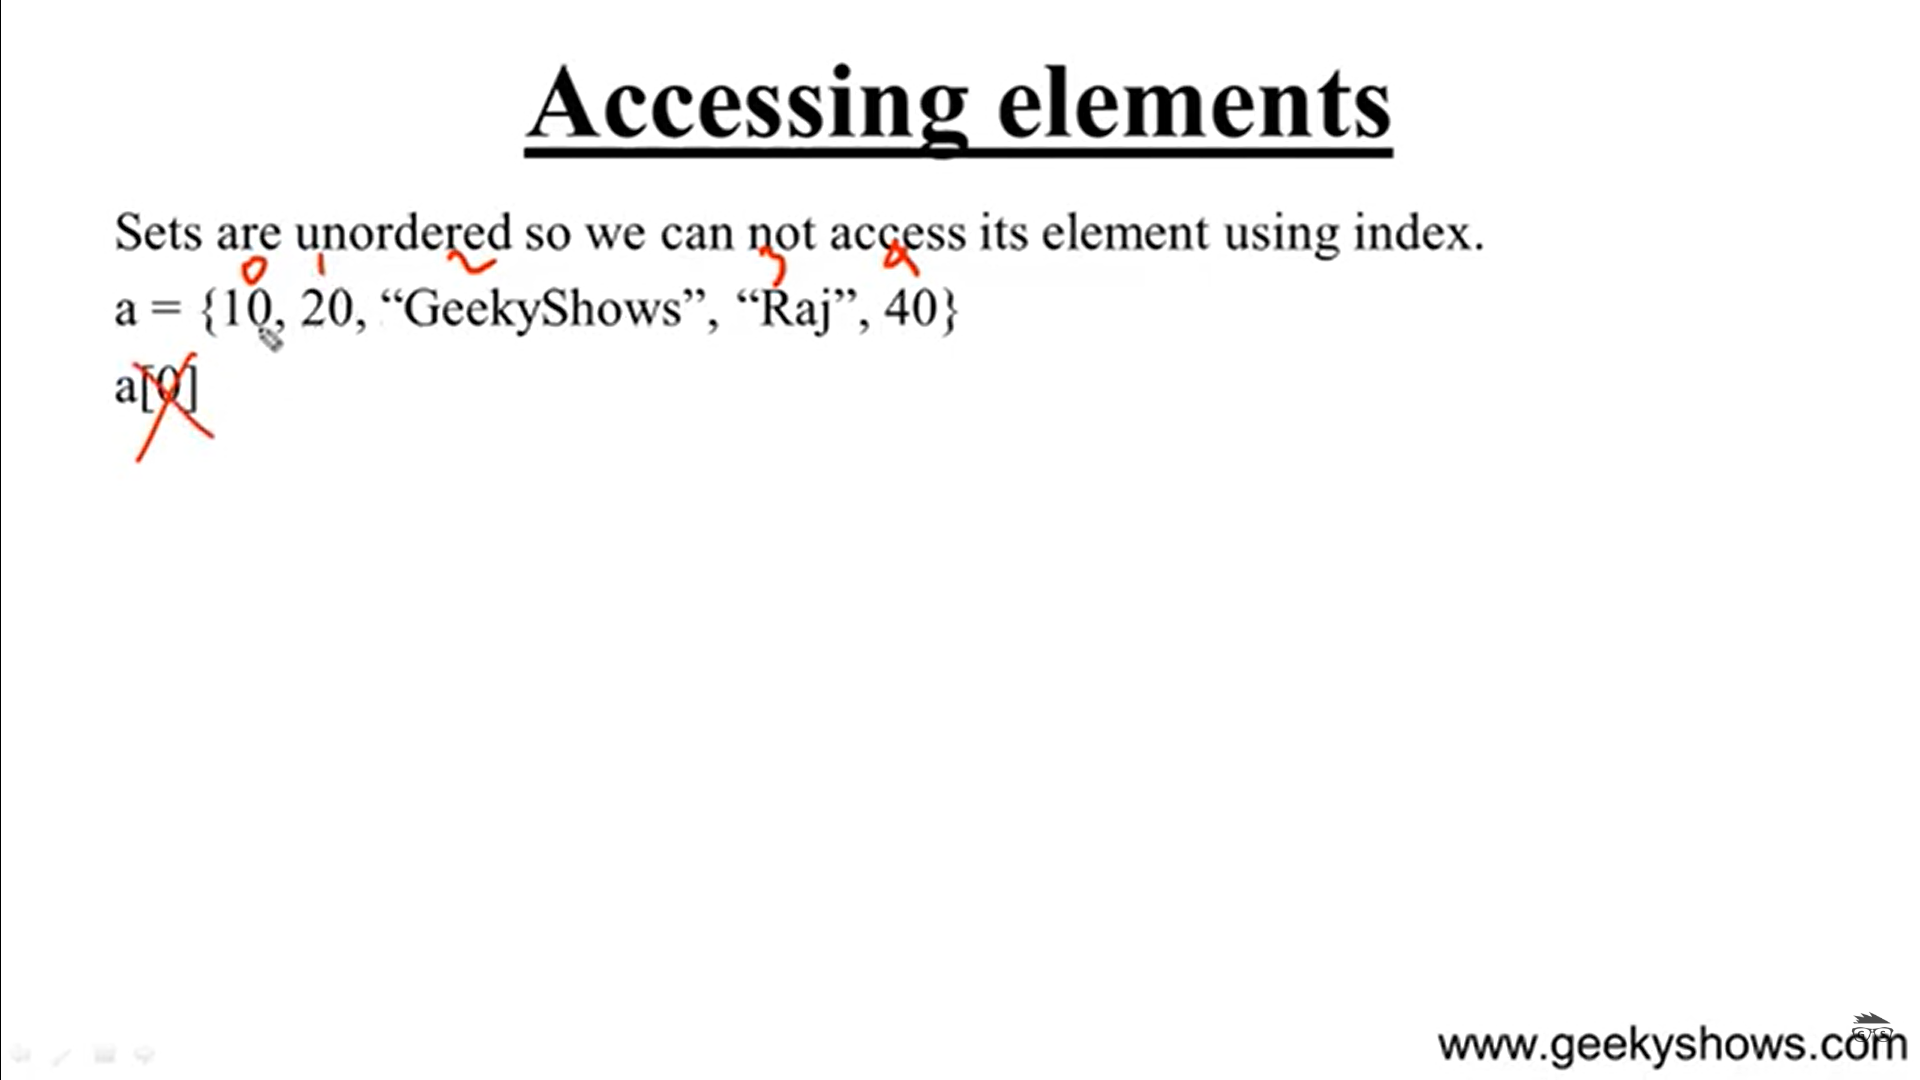 Accessing elements
Sets are unordered so we can not access its element using index.
0 1 2 3 4
a = {10, 20, “GeekyShows”, “Raj”, 40}
a[0]
www.geekyshows.com